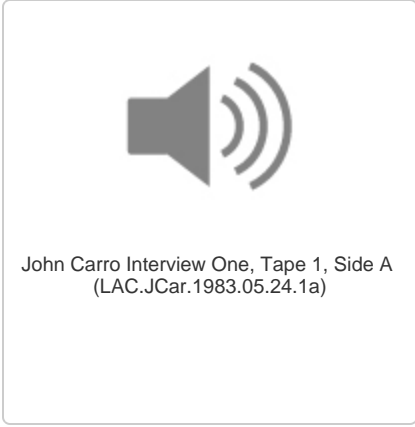 John Carro Interview One, Tape 1, Side A
(LAC.JCar.1983.05.24.1a)